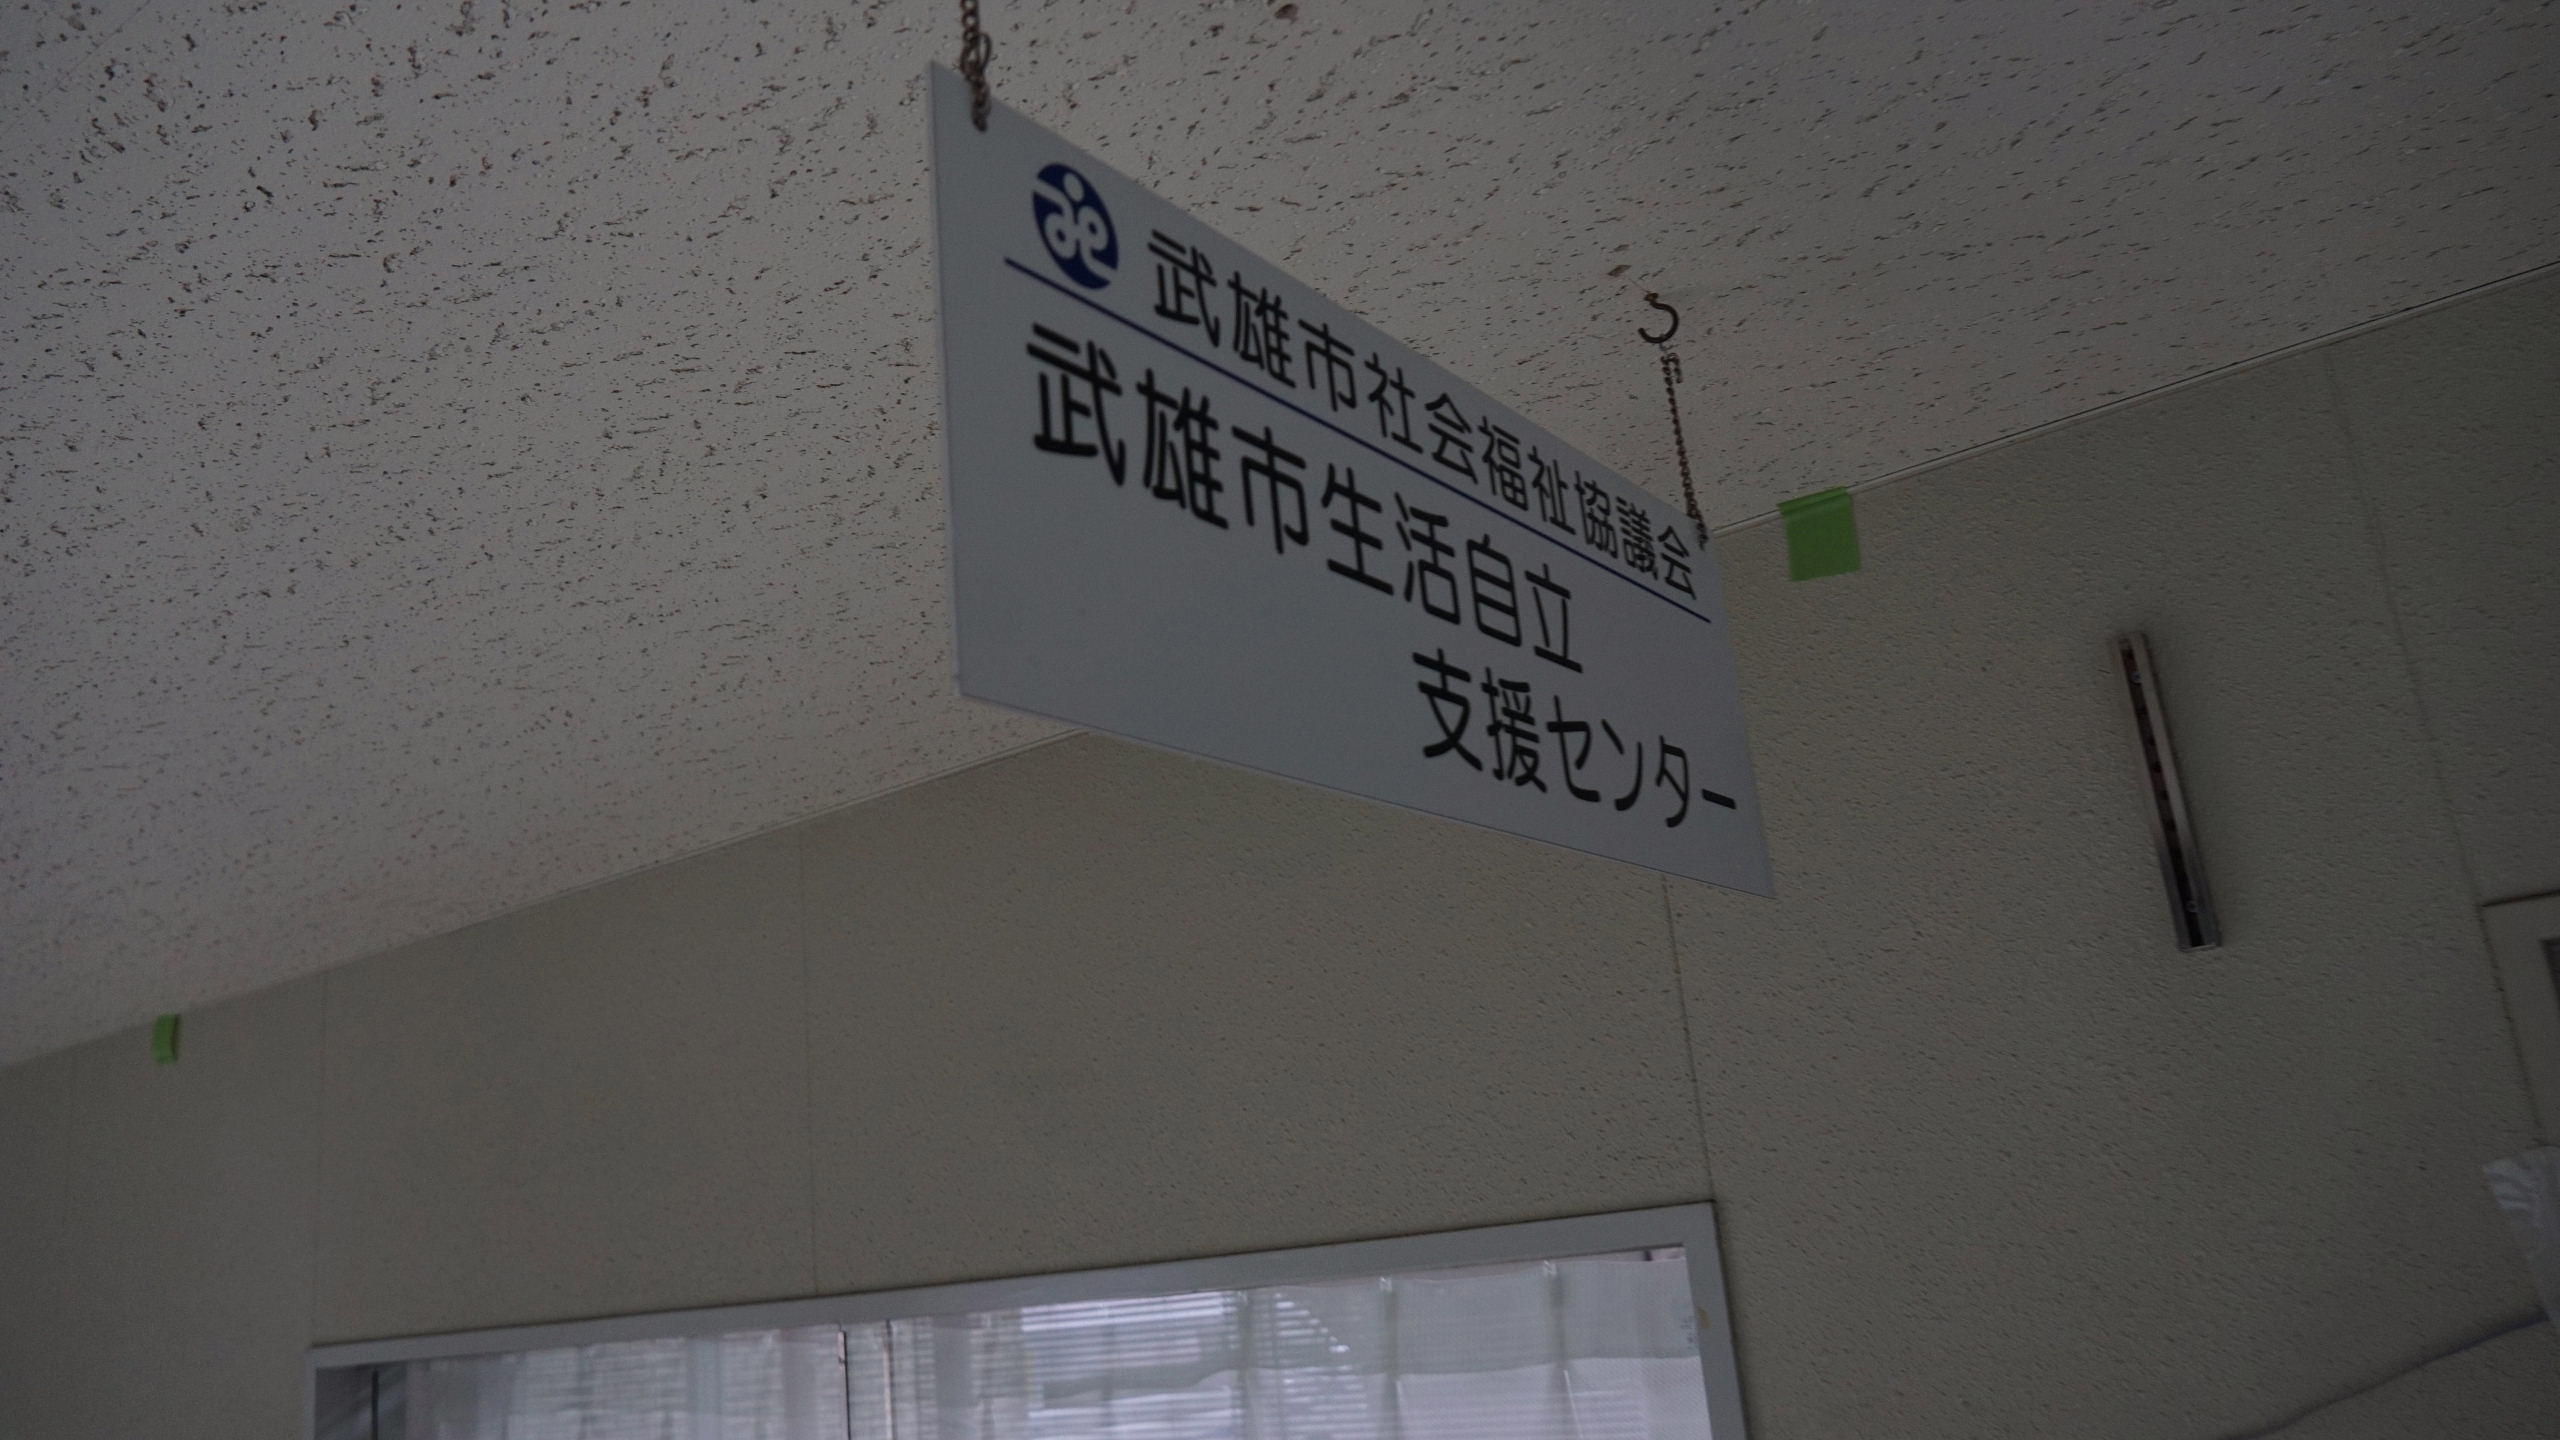 武雄市社会福祉協議会
武雄市生活自立
支援センター